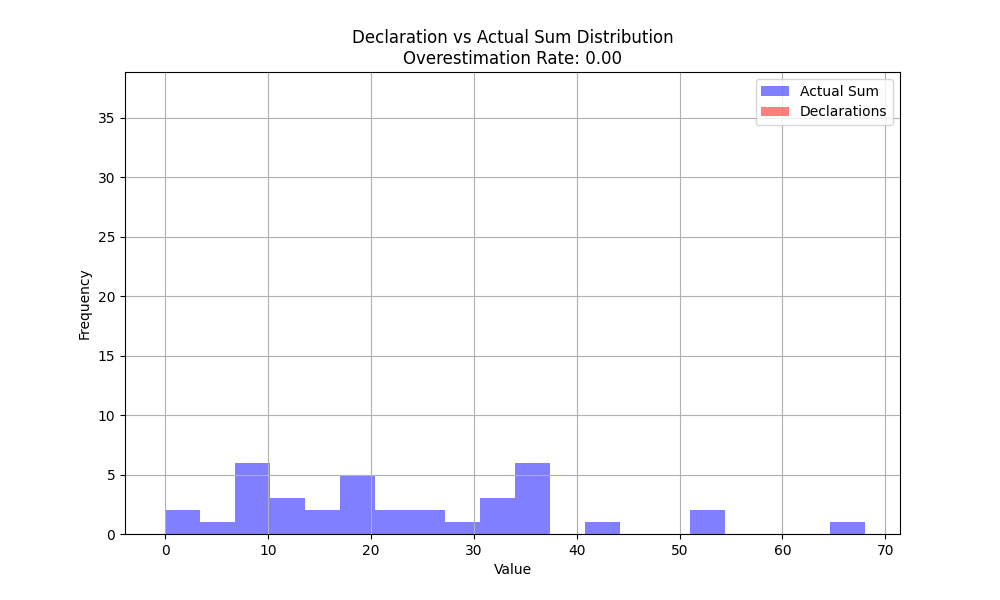 Declaration vs Actual Sum Distribution
Overestimation Rate: 0.00
Actual Sum
Declarations
35
30
25
20
15
10
5
0
Frequency
0 10 20 30 40 50 60 70
Value